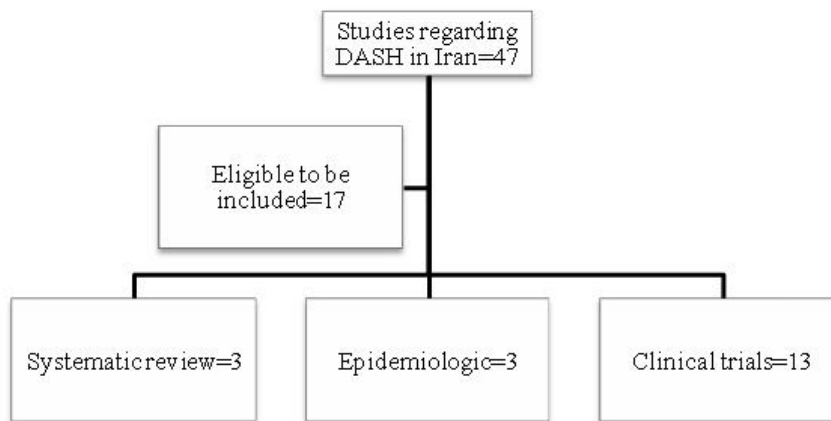 Studies regarding
DASH in Iran=47
Eligible to be
included=17
Systematic review=3
Epidemiologic=3
Clinical trials=13